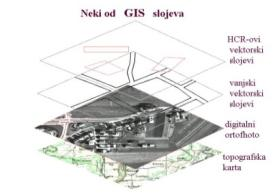 Neki od GIS slojeva
HCR-ovi
vektorski
slojevi
vanjski
vektorski
slojevi
digitalni
ortofhoto
topografska
karta